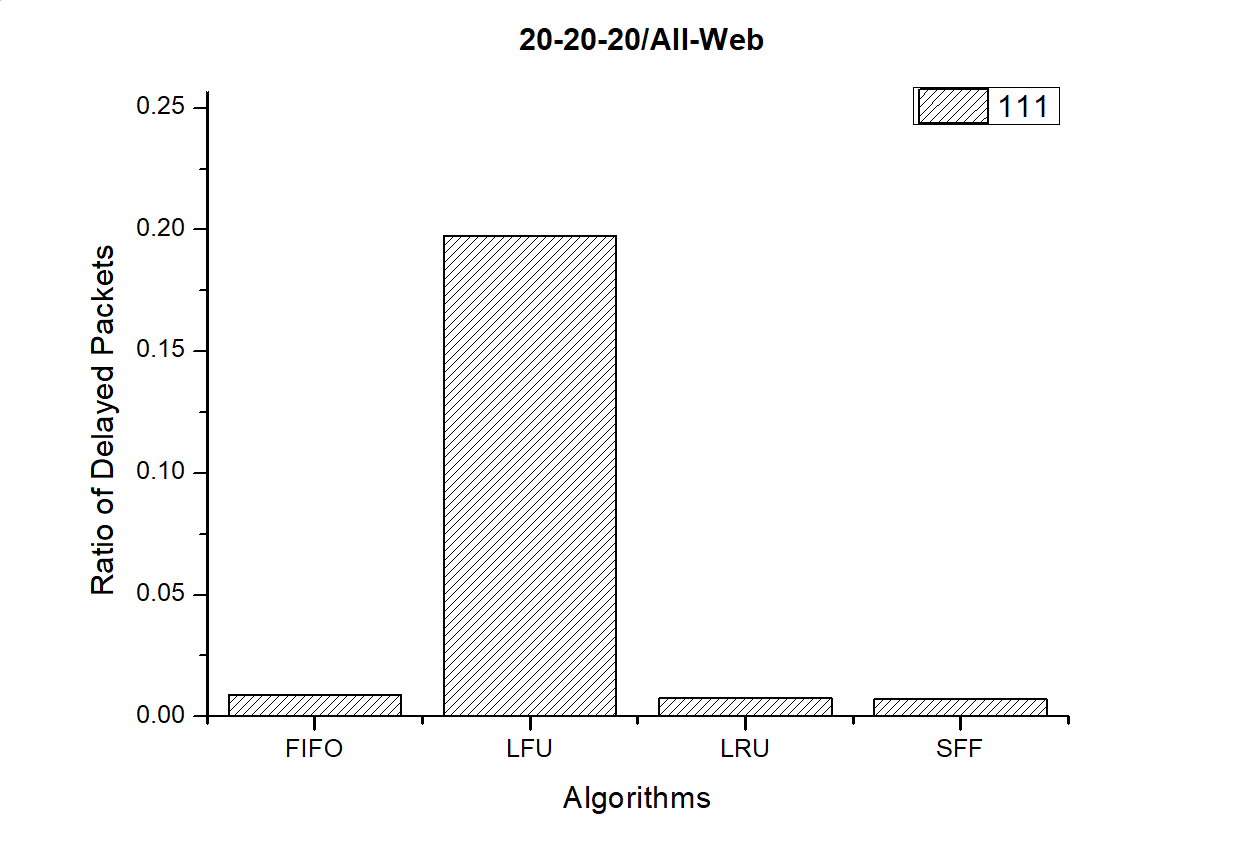 20-20-20/All-Web
111
0.25
0.20
0.15
0.10
0.05
0.00
Ratio of Delayed Packets
FIFO LFU LRU SFF
Algorithms